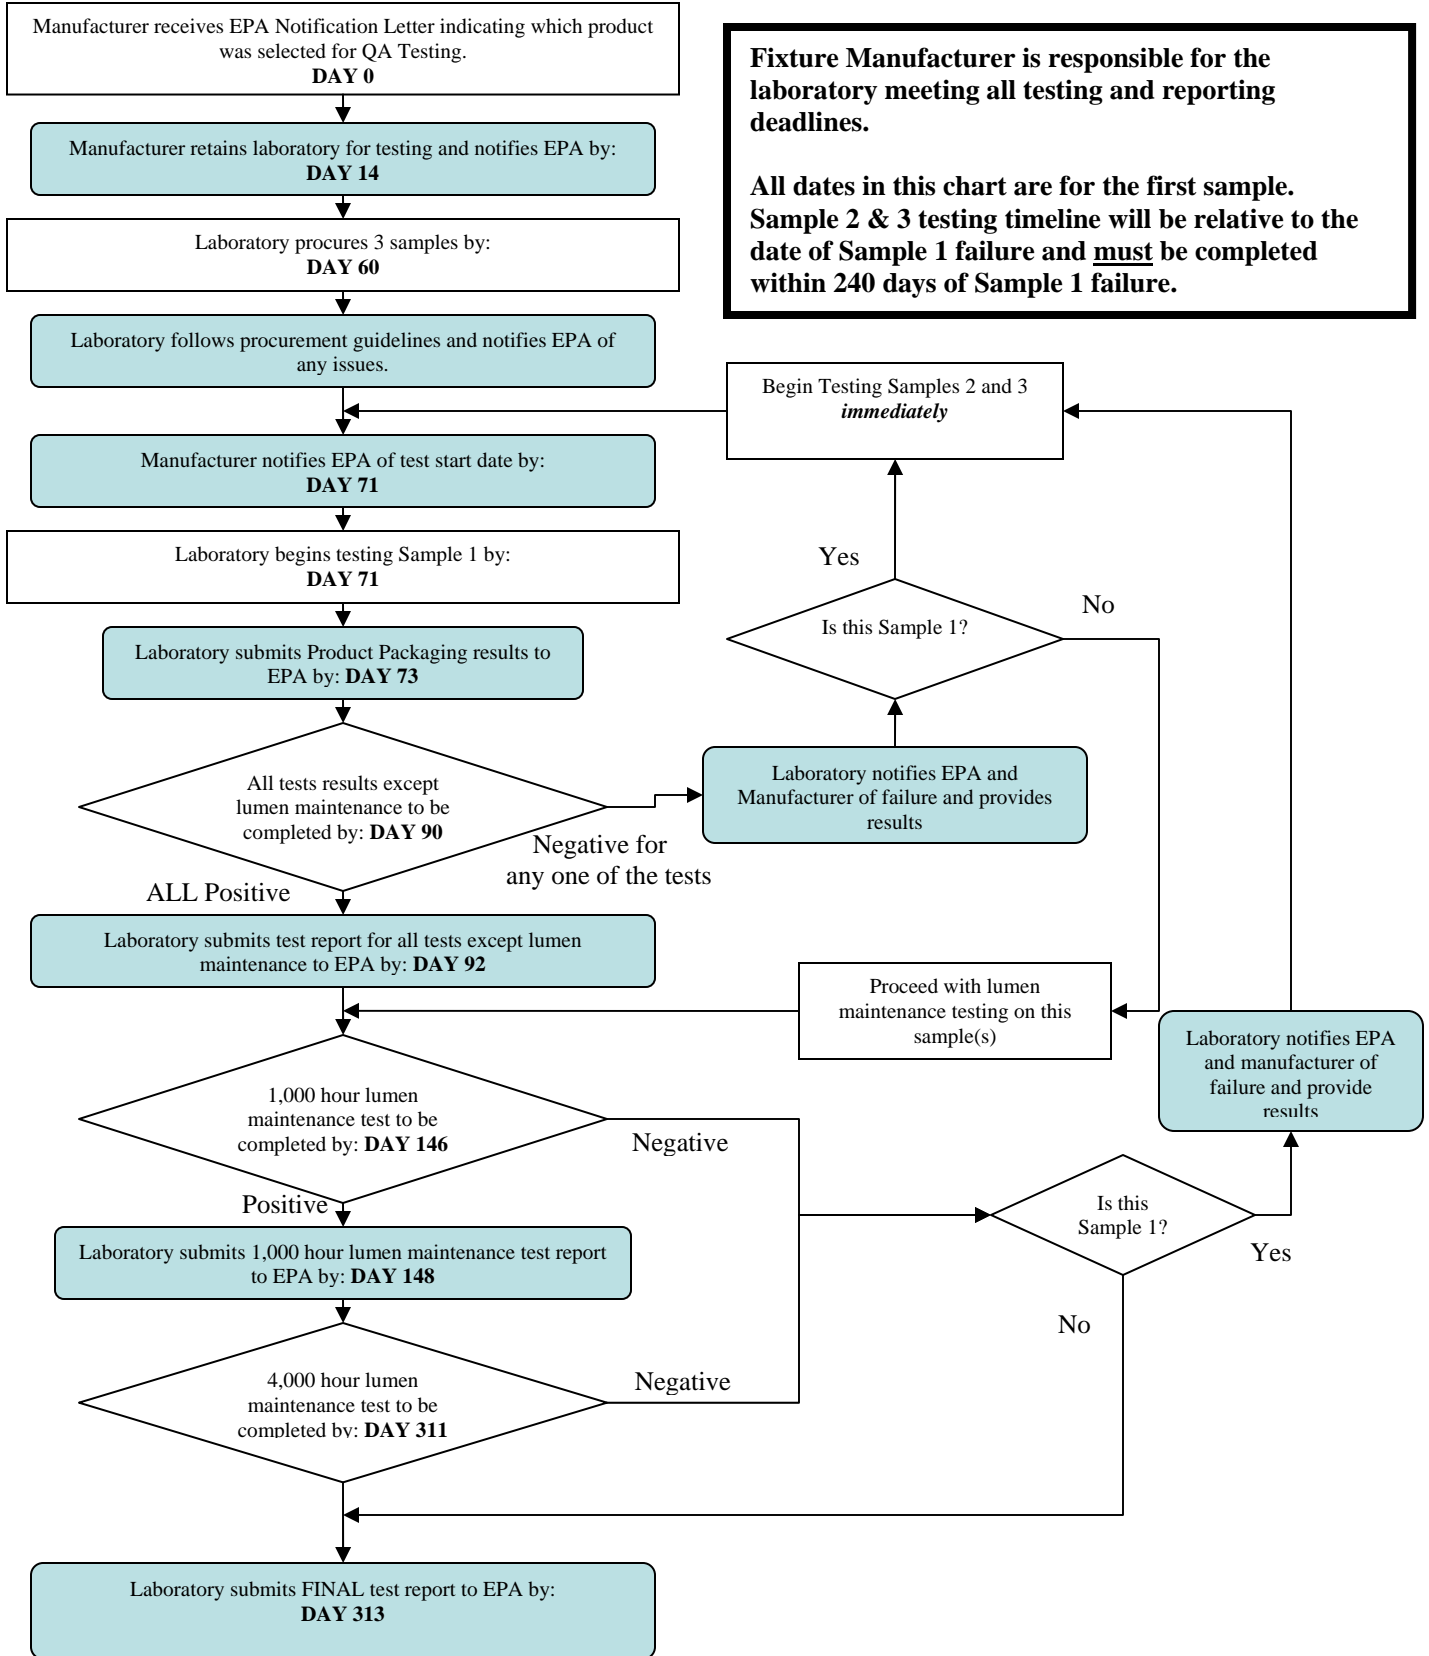 Manufacturer receives EPA Notification Letter indicating which product
was selected for QA Testing.
DAY 0
Fixture Manufacturer is responsible for the
laboratory meeting all testing and reporting
deadlines.
All dates in this chart are for the first sample.
Sample 2 & 3 testing timeline will be relative to the
date of Sample 1 failure and must be completed
within 240 days of Sample 1 failure.
Manufacturer retains laboratory for testing and notifies EPA by:
DAY 14
Laboratory procures 3 samples by:
DAY 60
Laboratory follows procurement guidelines and notifies EPA of
any issues.
Begin Testing Samples 2 and 3
immediately
Manufacturer notifies EPA of test start date by:
DAY 71
Laboratory begins testing Sample 1 by:
DAY 71
Yes
No
Is this Sample 1?
Laboratory submits Product Packaging results to
EPA by: DAY 73
All tests results except
lumen maintenance to be
completed by: DAY 90
Laboratory notifies EPA and
Manufacturer of failure and provides
results
Negative for
any one of the tests
ALL Positive
Laboratory submits test report for all tests except lumen
maintenance to EPA by: DAY 92
Proceed with lumen
maintenance testing on this
sample(s)
Laboratory notifies EPA
and manufacturer of
failure and provide
results
1,000 hour lumen
maintenance test to be
completed by: DAY 146
Negative
Positive
Is this
Sample 1?
Yes
Laboratory submits 1,000 hour lumen maintenance test report
to EPA by: DAY 148
No
4,000 hour lumen
maintenance test to be
completed by: DAY 311
Negative
Laboratory submits FINAL test report to EPA by:
DAY 313